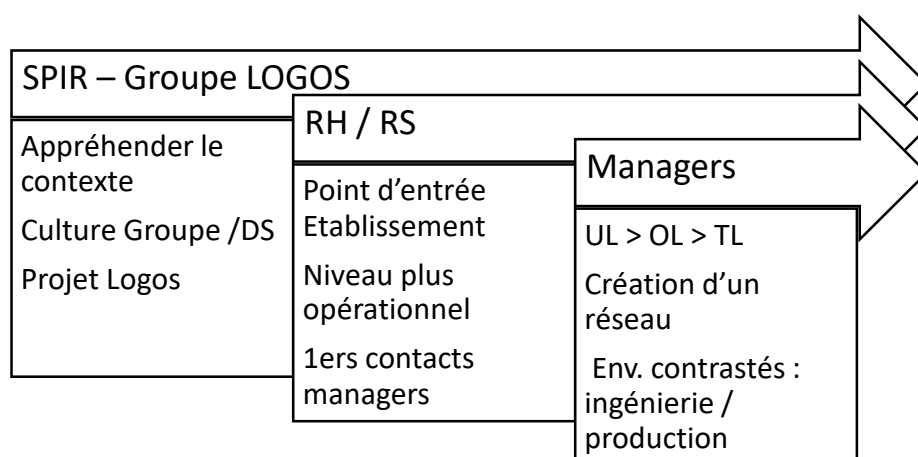 SPIR – Groupe LOGOS
Appréhender le
contexte
Culture Groupe /DS
Projet Logos
RH / RS
Point d’entrée
Etablissement
Niveau plus
opérationnel
1ers contacts
managers
Managers
UL > OL > TL
Création d’un
réseau
Env. contrastés :
ingénierie /
production